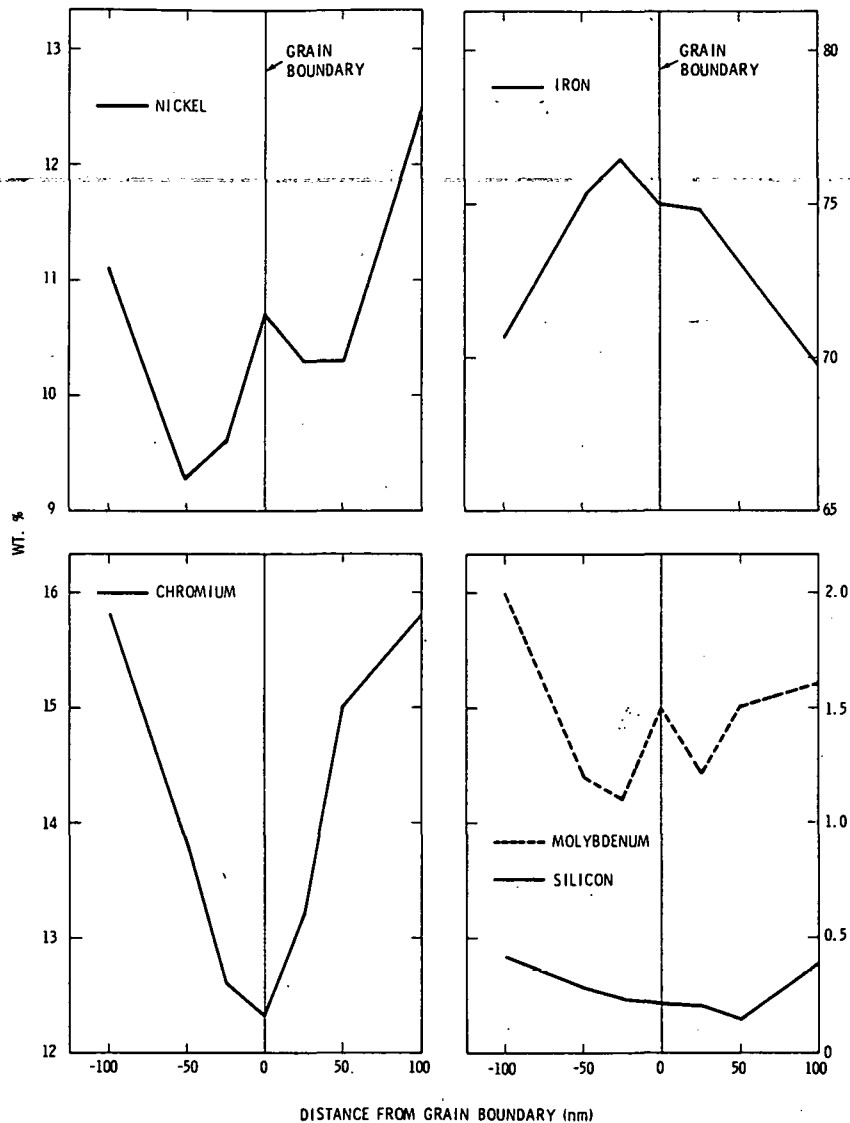 13
12
11
10
9
GRAIN
BOUNDARY
NICKEL
80
75
70
65
GRAIN
BOUNDARY
IRON
WT. %
16
15
14
13
12
CHROMIUM
-100
-50
0
50
100
2.0
1.5
1.0
0.5
0
MOLYBDENUM
SILICON
-100
-50
0
50
100
DISTANCE FROM GRAIN BOUNDARY (nm)